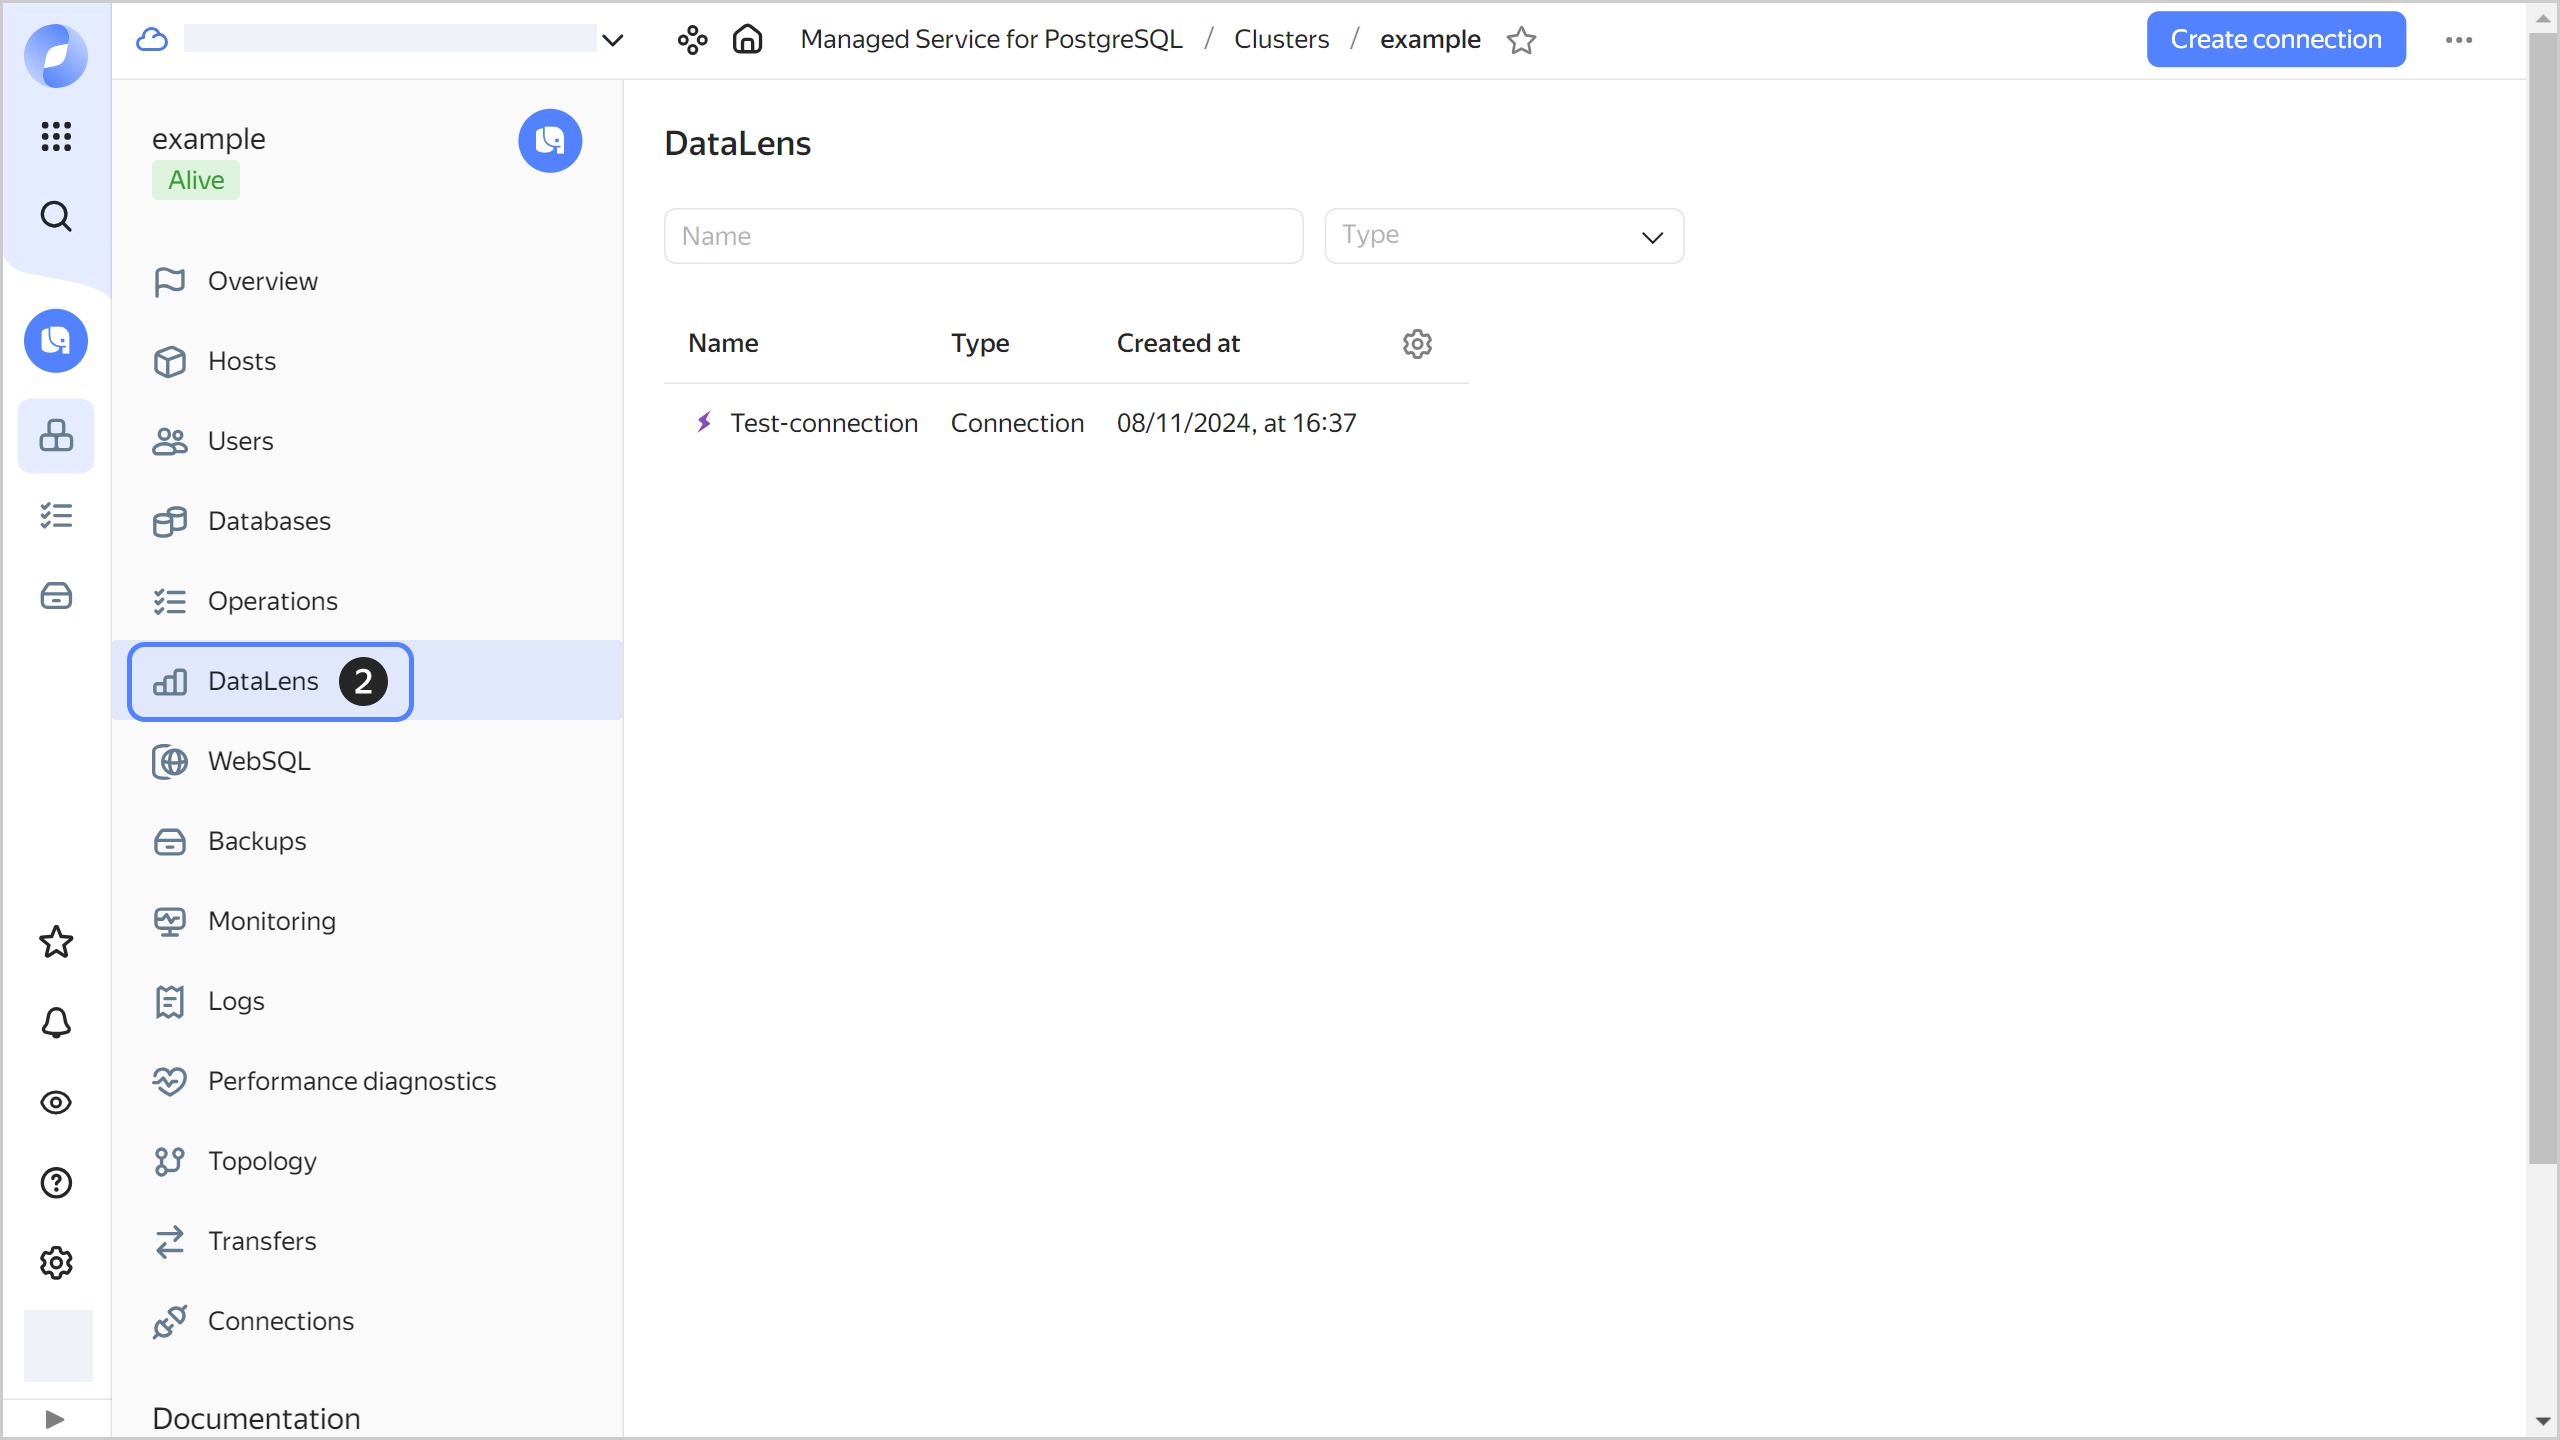 Managed Service for PostgreSQL / Clusters / example
Create connection
example
Alive
Overview
Hosts
Users
Databases
Operations
DataLens 2
WebSQL
Backups
Monitoring
Logs
Performance diagnostics
Topology
Transfers
Connections
Documentation
DataLens
Name Type
Name Type Created at
Test-connection Connection 08/11/2024, at 16:37